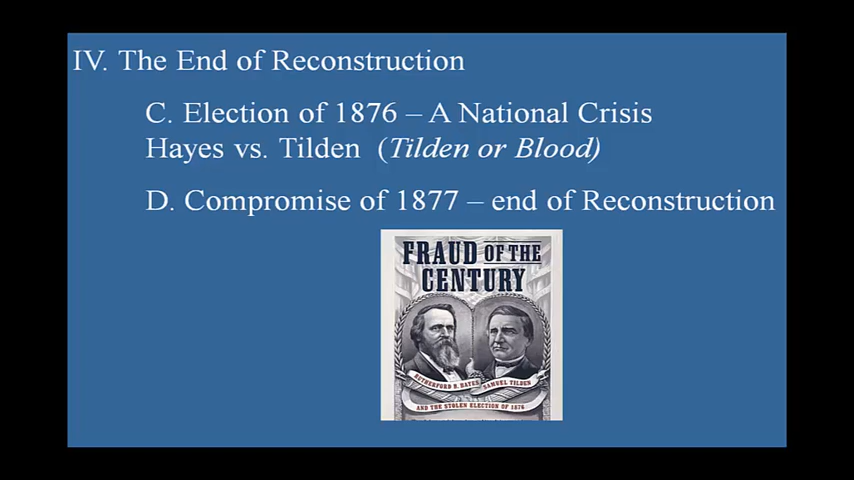 IV. The End of Reconstruction
C. Election of 1876 – A National Crisis
Hayes vs. Tilden (Tilden or Blood)
D. Compromise of 1877 – end of Reconstruction
FRAUD OF THE
CENTURY
RUTHERFORD B. HAYES SAMUEL TILDEN
AND THE STOLEN ELECTION OF 1876